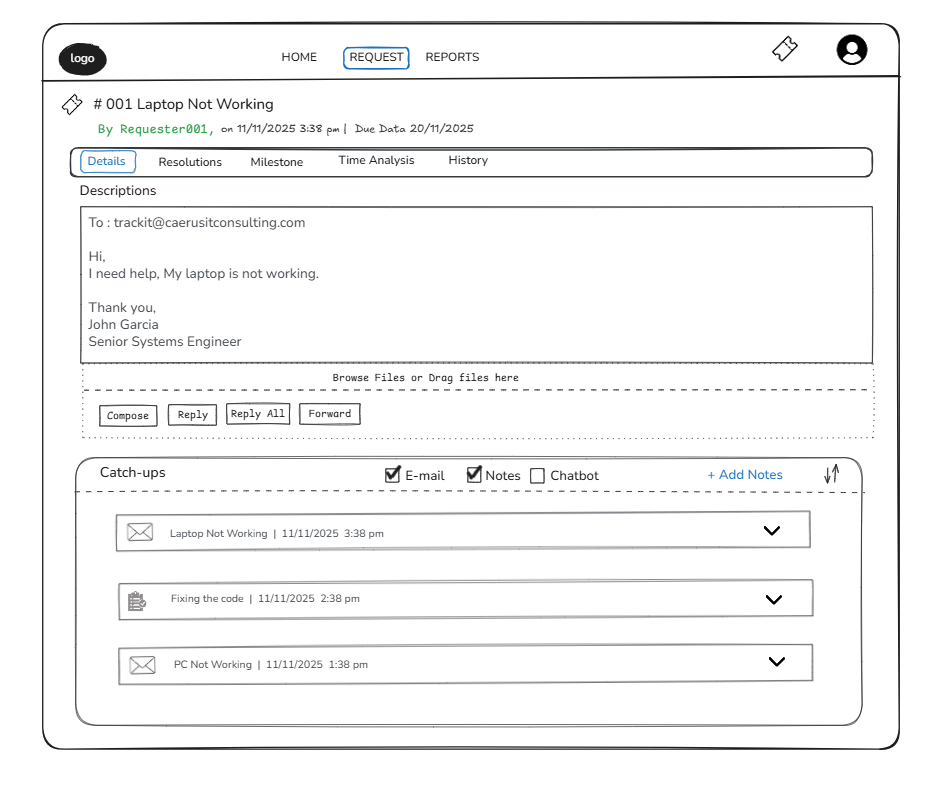 logo
HOME REQUEST REPORTS
# 001 Laptop Not Working
By Requester001, on 11/11/2025 3:38 pm | Due Data 20/11/2025
Details Resolutions Milestone Time Analysis History
Descriptions
To : trackit@caerusitconsulting.com
Hi,
I need help, My laptop is not working.
Thank you,
John Garcia
Senior Systems Engineer
Browse Files or Drag files here
Compose Reply Reply All Forward
Catch-ups E-mail Notes Chatbot + Add Notes
Laptop Not Working | 11/11/2025 3:38 pm
Fixing the code | 11/11/2025 2:38 pm
PC Not Working | 11/11/2025 1:38 pm